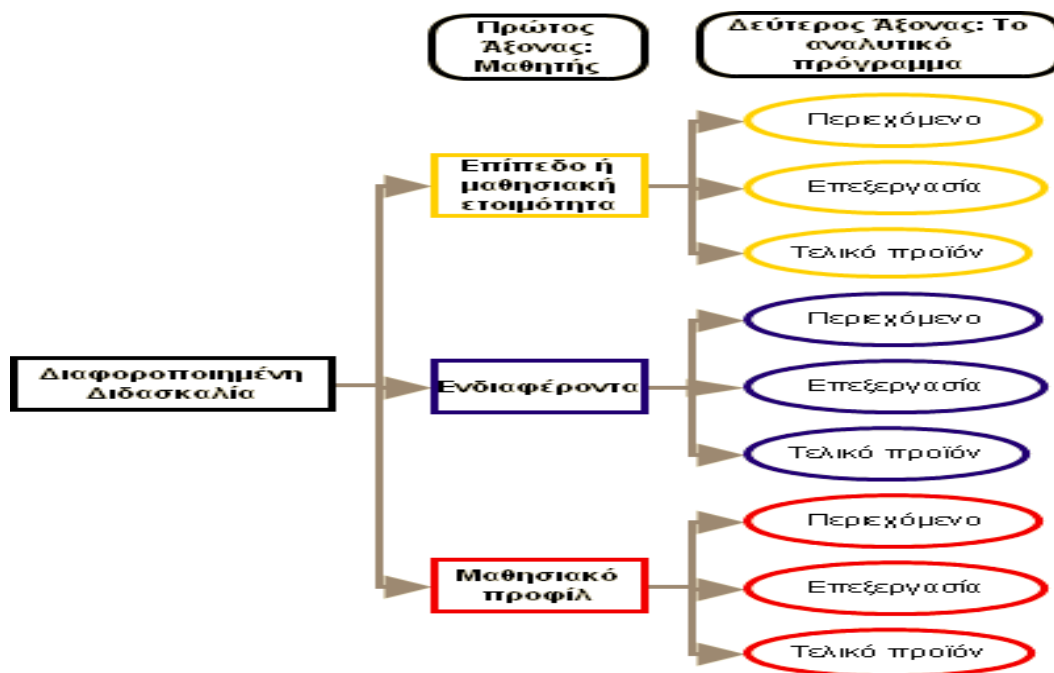 Πρώτος
Άξονας:
Μαθητής
Δεύτερος Άξονας: Το
αναλυτικό
πρόγραμμα
Διαφοροποιημένη
Διδασκαλία
Επίπεδο ή
μαθησιακή
ετοιμότητα
Περιεχόμενο
Επεξεργασία
Τελικό προϊόν
Ενδιαφέροντα
Περιεχόμενο
Επεξεργασία
Τελικό προϊόν
Μαθησιακό
προφίλ
Περιεχόμενο
Επεξεργασία
Τελικό προϊόν